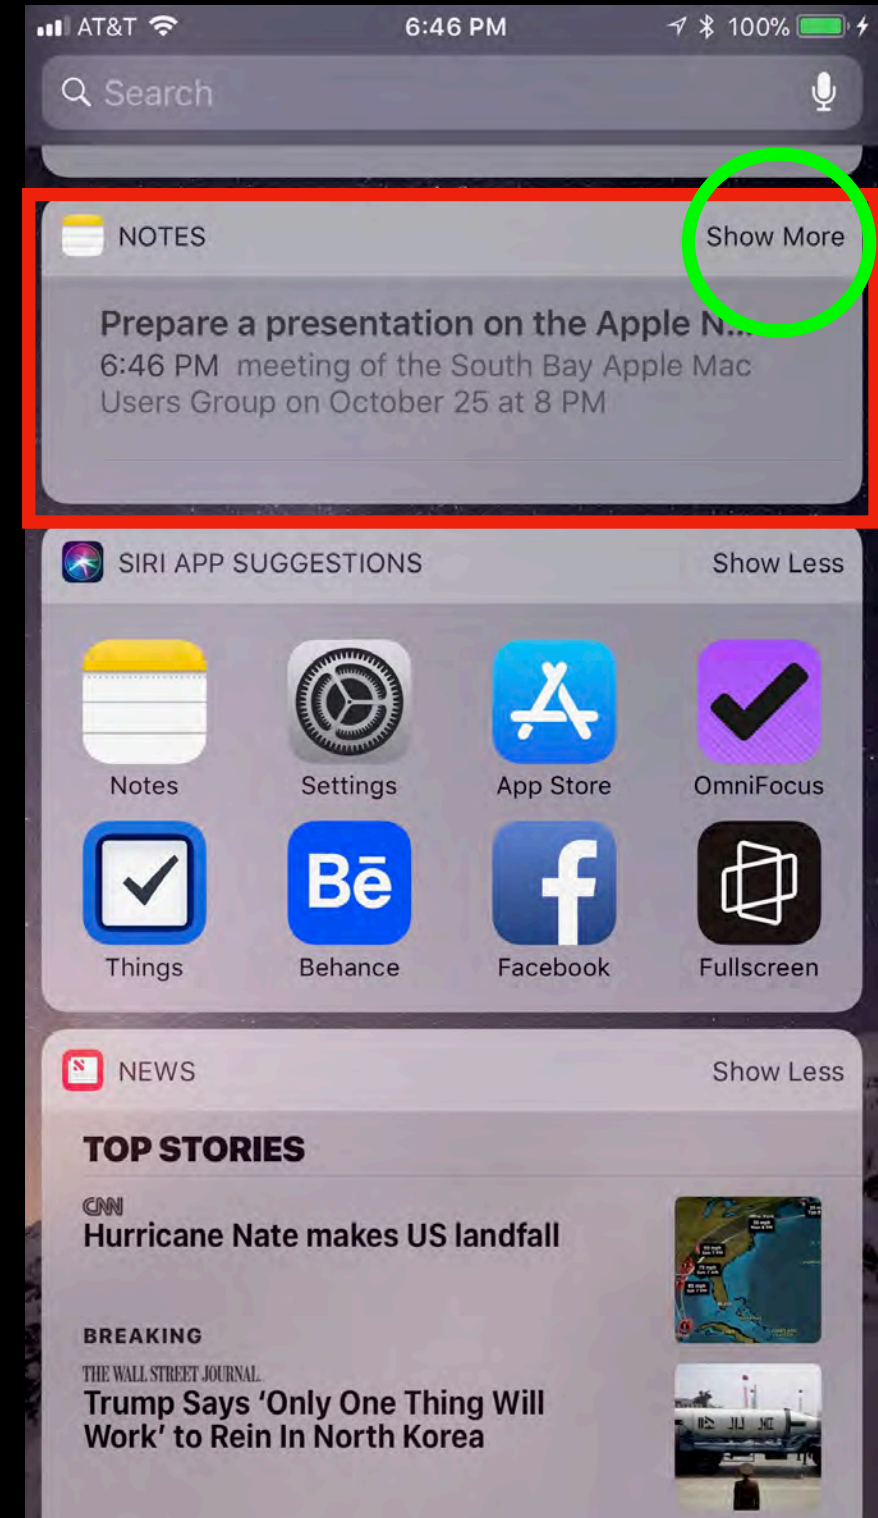 AT&T 6:46 PM 100%
Search
NOTES Show More
Prepare a presentation on the Apple N...
6:46 PM meeting of the South Bay Apple Mac
Users Group on October 25 at 8 PM
SIRI APP SUGGESTIONS Show Less
Notes Settings App Store OmniFocus
Bē
f
Things Behance Facebook Fullscreen
NEWS Show Less
TOP STORIES
CNN
Hurricane Nate makes US landfall
BREAKING
THE WALL STREET JOURNAL.
Trump Says ‘Only One Thing Will
Work’ to Rein In North Korea